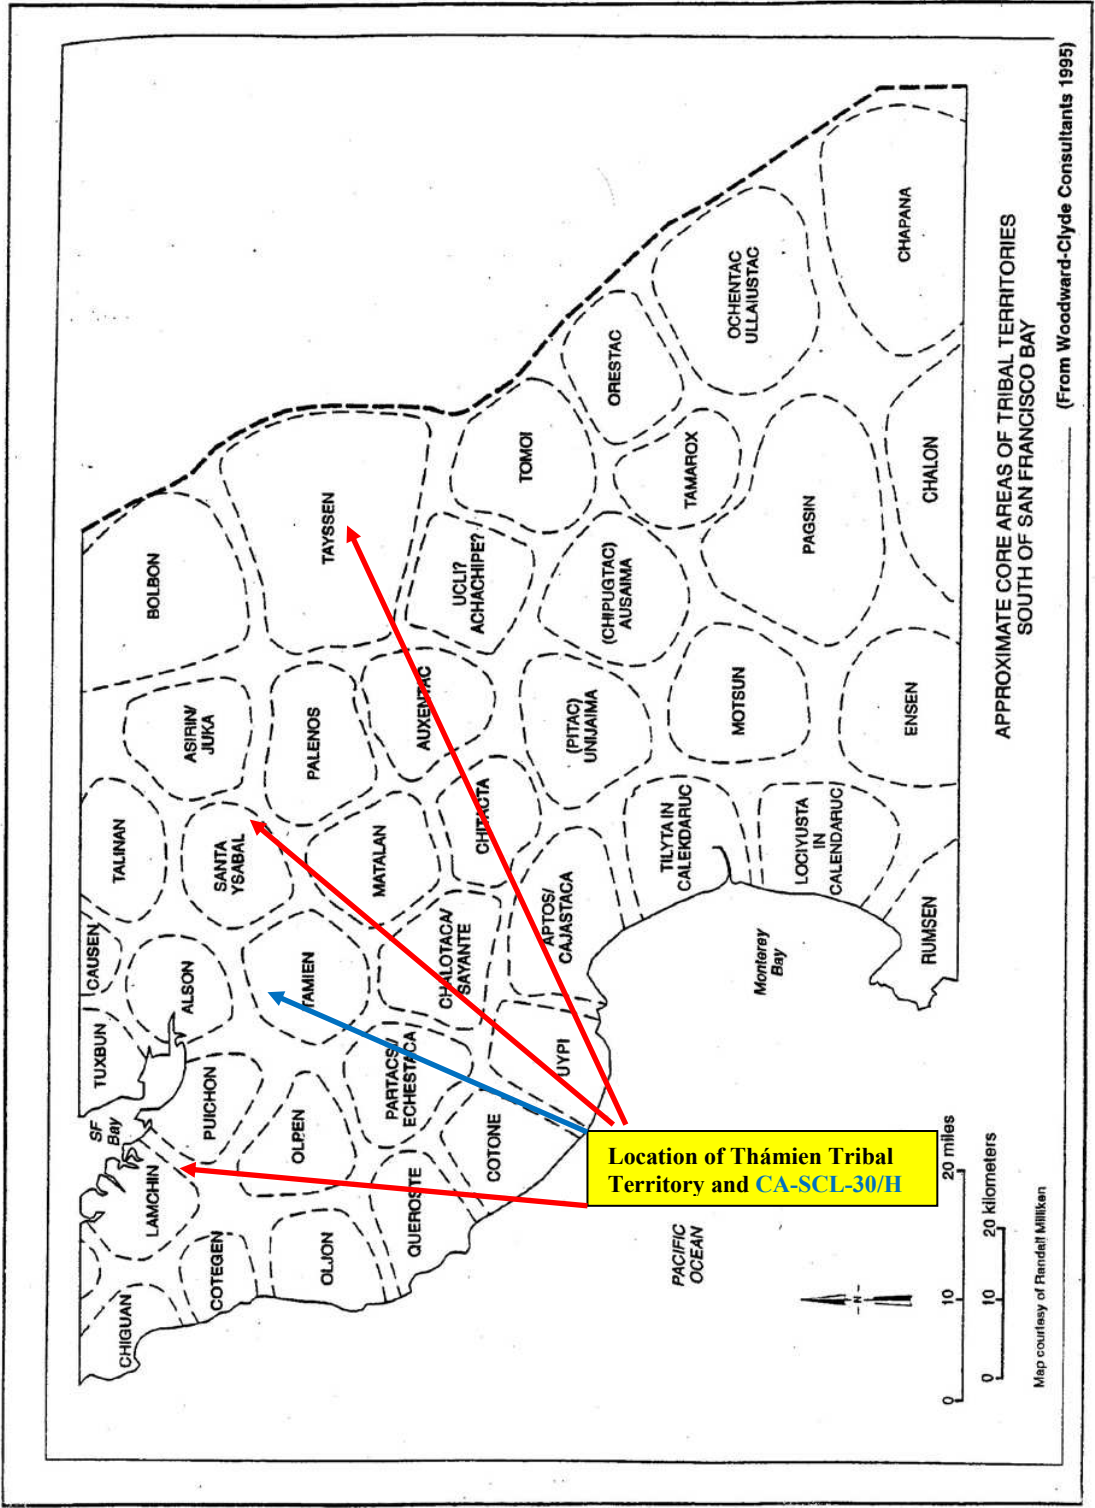 CHIGUAN
LAMCHIN
SF
Bay
TUXBUN
CAUSEN
TALINAN
BOLBON
COTEGEN
PUICHON
ALSON
SANTA
YSABAL
ASIRIN/
JUKA
OLJON
OLPEN
TAMIEN
PALENOS
TAYSSEN
QUEROSTE
PARTACSI/
ECHESTACA
MATALAN
AUXENTAC
COTONE
CHALOTACA/
SAYANTE
CHITACTA
UCLI?
ACHACHIPE?
TOMOI
UYPI
APTOS/
CAJASTACA
(PITAC)
UNIJAIMA
(CHIPUGTAC)
AUSAIMA
ORESTAC
TILYTA IN
CALEKDARUC
MOTSUN
TAMAROX
OCHENTAC
ULLAIUSTAC
LOCIYUSTA
IN
CALENDARUC
PAGSIN
RUMSEN
ENSEN
CHALON
CHAPANA
Monterey
Bay
PACIFIC
OCEAN
Location of Thámien Tribal
Territory and CA-SCL-30/H
N
0 10 20 miles
0 10 20 kilometers
Map courtesy of Randall Milliken
APPROXIMATE CORE AREAS OF TRIBAL TERRITORIES
SOUTH OF SAN FRANCISCO BAY
(From Woodward-Clyde Consultants 1995)